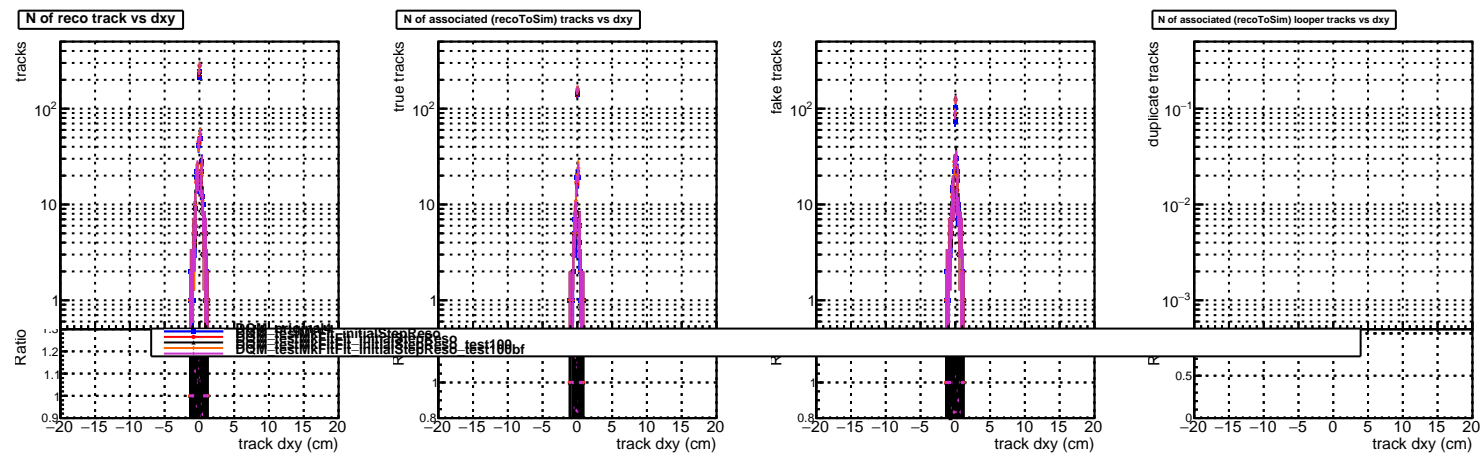 N of reco track vs dxy
N of associated (recoToSim) tracks vs dxy
N of associated (recoToSim) looper tracks vs dxy
tracks
10²
10
1
Ratio
1.2
1.1
1
0.9
−20 −15 −10 −5 0 5 10 15 20
track dxy (cm)
true tracks
10²
10
1
1
0.8
−20 −15 −10 −5 0 5 10 15 20
track dxy (cm)
fake tracks
10²
10
1
1
0.8
−20 −15 −10 −5 0 5 10 15 20
track dxy (cm)
duplicate tracks
10⁻¹
10⁻²
10⁻³
0.5
0
−20 −15 −10 −5 0 5 10 15 20
track dxy (cm)
DQM_testMkFitFit_initialStepReso
DQM_testMkFitFit_initialStepReso_test100
DQM_testMkFitFit_initialStepReso_test100bf